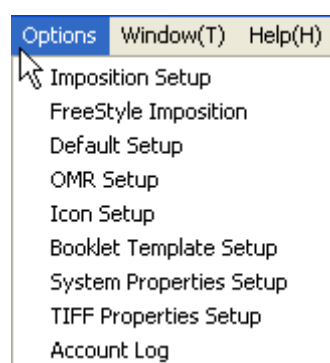 Options Window(T) Help(H)
Imposition Setup
FreeStyle Imposition
Default Setup
OMR Setup
Icon Setup
Booklet Template Setup
System Properties Setup
TIFF Properties Setup
Account Log